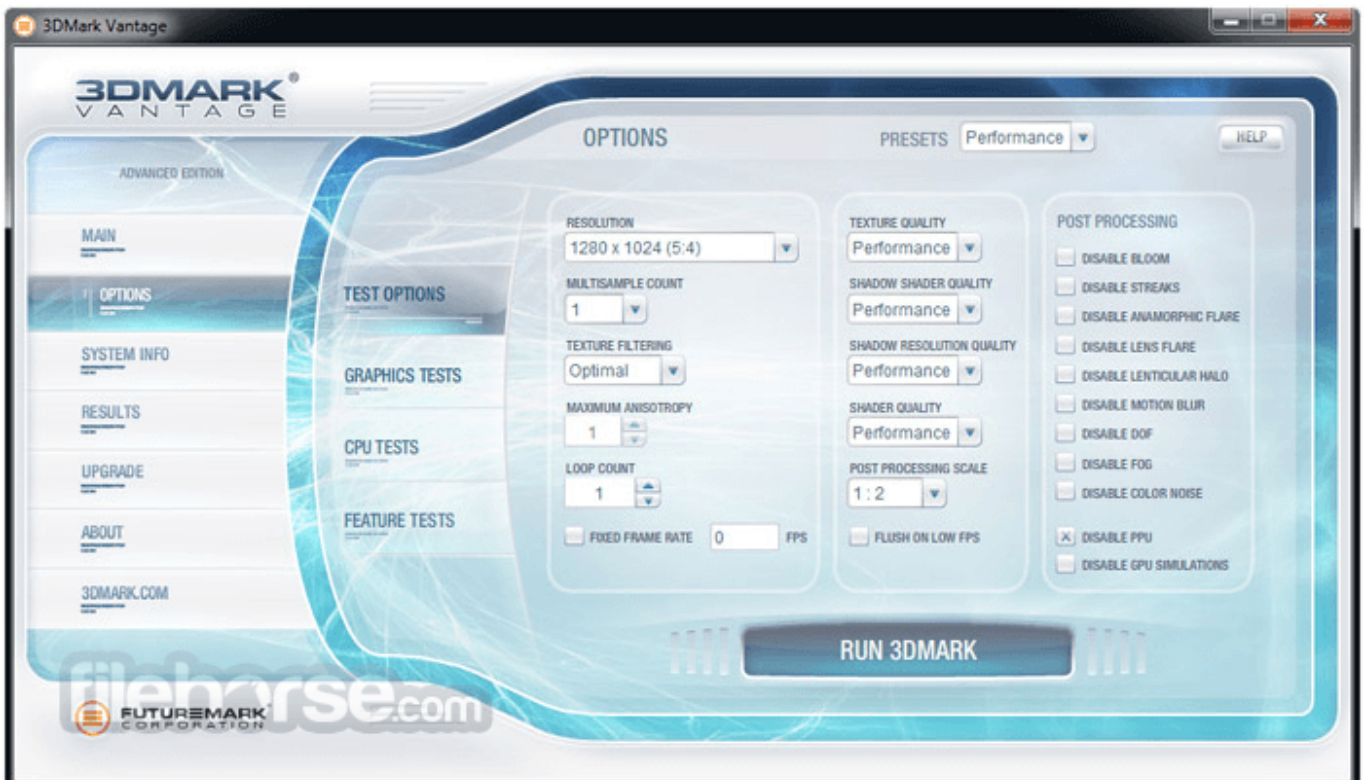 3DMark Vantage
3DMARK®
VANTAGE
ADVANCED EDITION
MAIN
OPTIONS
SYSTEM INFO
RESULTS
UPGRADE
ABOUT
3DMARK.COM
TEST OPTIONS
GRAPHICS TESTS
CPU TESTS
FEATURE TESTS
OPTIONS
PRESETS Performance
HELP
RESOLUTION
1280 x 1024 (5:4)
MULTISAMPLE COUNT
1
TEXTURE FILTERING
Optimal
MAXIMUM ANISOTROPY
1
LOOP COUNT
1
FIXED FRAME RATE 0 FPS
TEXTURE QUALITY
Performance
SHADOW SHADER QUALITY
Performance
SHADOW RESOLUTION QUALITY
Performance
SHADER QUALITY
Performance
POST PROCESSING SCALE
1 : 2
FLUSH ON LOW FPS
POST PROCESSING
DISABLE BLOOM
DISABLE STREAKS
DISABLE ANAMORPHIC FLARE
DISABLE LENS FLARE
DISABLE LENTICULAR HALO
DISABLE MOTION BLUR
DISABLE DOF
DISABLE FOG
DISABLE COLOR NOISE
DISABLE PPU
DISABLE GPU SIMULATIONS
RUN 3DMARK
filehorse.com
FUTUREMARK
CORPORATION